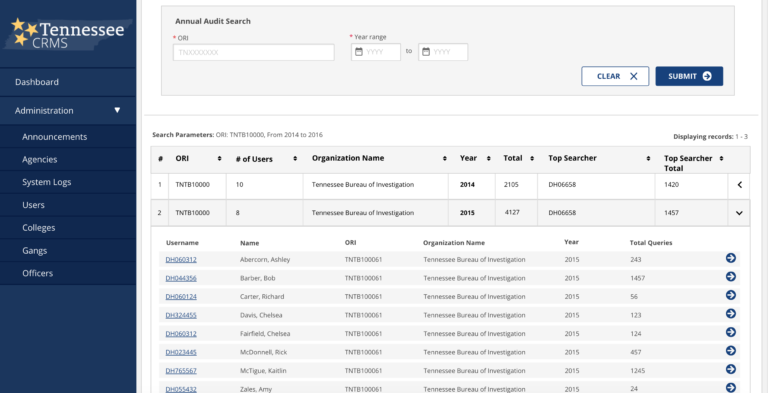 Tennessee
CRMS
Dashboard
Administration
Announcements
Agencies
System Logs
Users
Colleges
Gangs
Officers
Annual Audit Search
* ORI
* Year range
TNXXXXXXX
YYYY to YYYY
CLEAR SUBMIT
Search Parameters: ORI: TNTB10000, From 2014 to 2016
Displaying records: 1 - 3
# ORI # of Users Organization Name Year Total Top Searcher Top Searcher
Total
1 TNTB10000 10 Tennessee Bureau of Investigation 2014 2105 DH06658 1420
2 TNTB10000 8 Tennessee Bureau of Investigation 2015 4127 DH06658 1457
Username Name ORI Organization Name Year Total Queries
DH060312 Abercorn, Ashley TNTB100061 Tennessee Bureau of Investigation 2015 243
DH044356 Barber, Bob TNTB100061 Tennessee Bureau of Investigation 2015 1457
DH060124 Carter, Richard TNTB100061 Tennessee Bureau of Investigation 2015 56
DH324455 Davis, Chelsea TNTB100061 Tennessee Bureau of Investigation 2015 123
DH060312 Fairfield, Chelsea TNTB100061 Tennessee Bureau of Investigation 2015 124
DH023445 McDonnell, Rick TNTB100061 Tennessee Bureau of Investigation 2015 457
DH765567 McTigue, Kaitlin TNTB100061 Tennessee Bureau of Investigation 2015 1245
DH055432 Zales, Amy TNTB100061 Tennessee Bureau of Investigation 2015 24